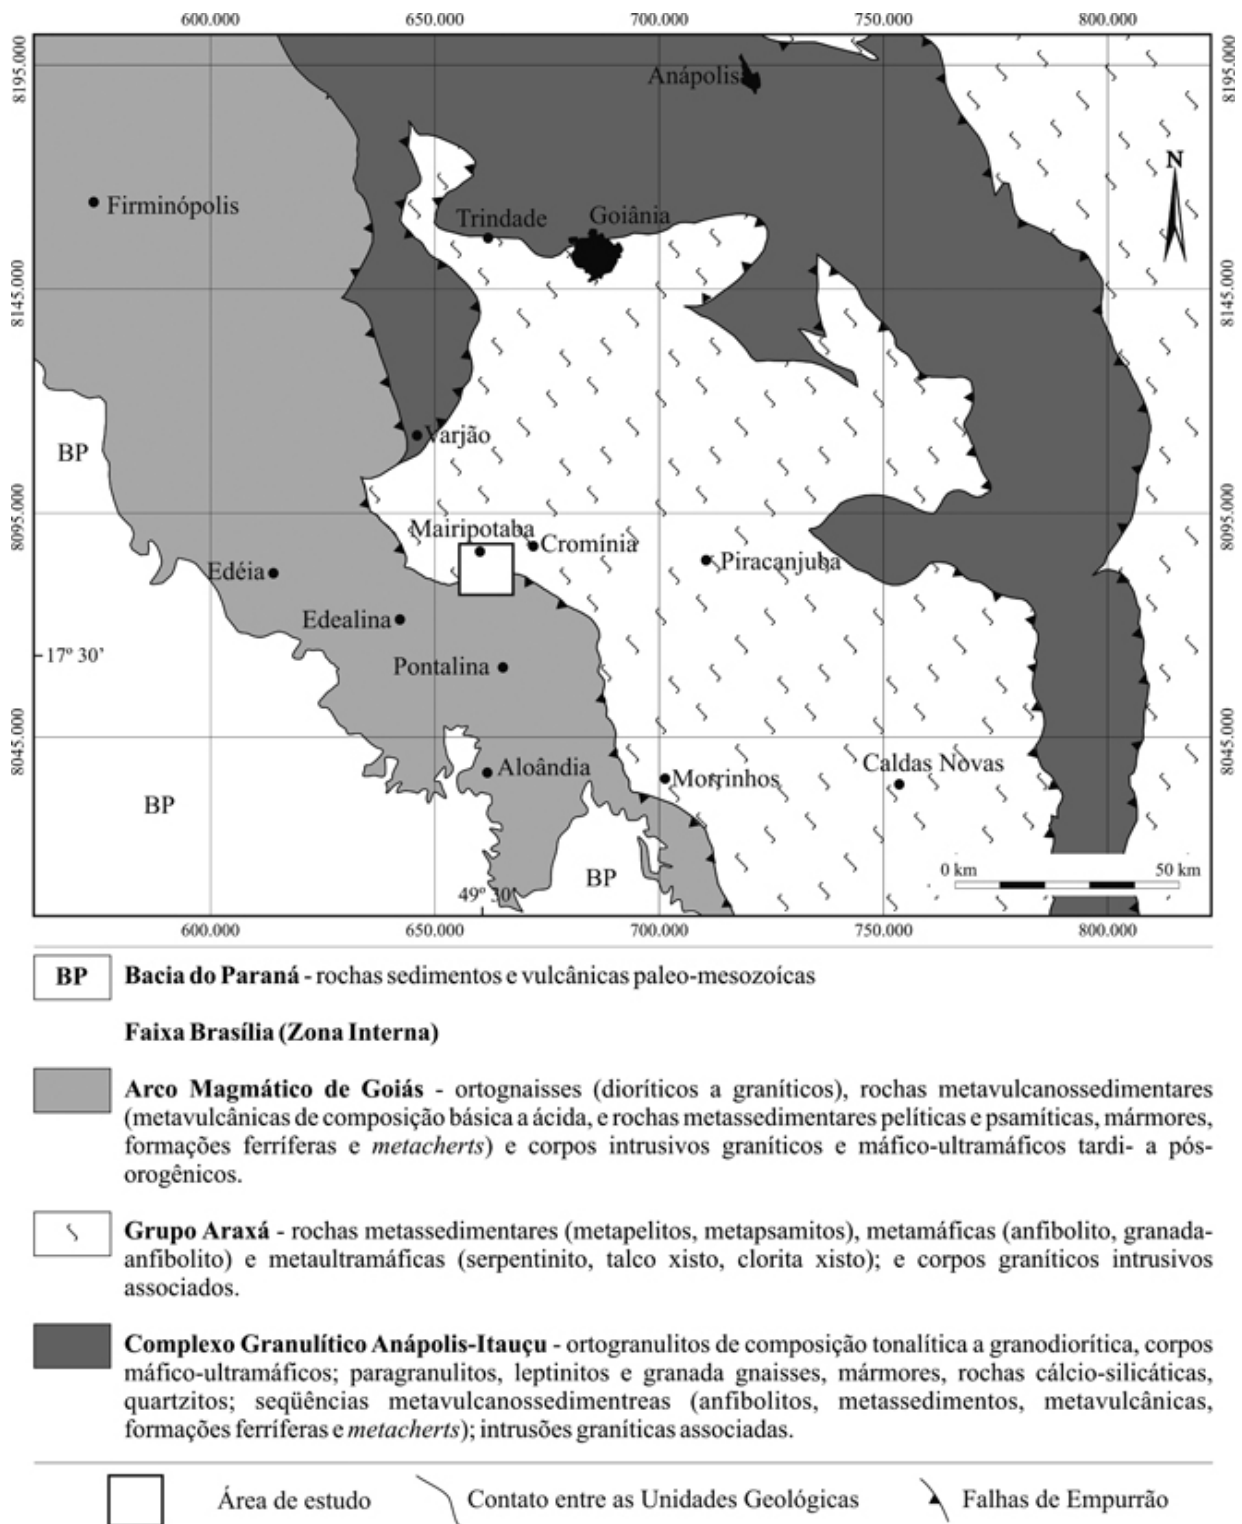 600.000 650.000 700.000 750.000 800.000
8195.000
8195.000
Anápolis
N
Firminópolis
Trindade
Goiânia
8145.000
8145.000
Varjão
BP
8095.000
8095.000
Mairipotaba
Cromínia
Piracanjuba
Edéia
Edealina
17º 30’
Pontalina
8045.000
8045.000
Aloândia
Morrinhos
Caldas Novas
BP
BP
0 km 50 km
49º 30’
600.000 650.000 700.000 750.000 800.000
BP Bacia do Paraná - rochas sedimentos e vulcânicas paleo-mesozoícas
Faixa Brasília (Zona Interna)
Arco Magmático de Goiás - ortognaisses (dioríticos a graníticos), rochas metavulcanossedimentares
(metavulcânicas de composição básica a ácida, e rochas metassedimentares pelíticas e psamíticas, mármores,
formações ferríferas e metacherts) e corpos intrusivos graníticos e máfico-ultramáficos tardi- a pós-
orogênicos.
Grupo Araxá - rochas metassedimentares (metapelitos, metapsamitos), metamáficas (anfibolito, granada-
anfibolito) e metaultramáficas (serpentinito, talco xisto, clorita xisto); e corpos graníticos intrusivos
associados.
Complexo Granulítico Anápolis-Itauçu - ortogranulitos de composição tonalítica a granodiorítica, corpos
máfico-ultramáficos; paragranulitos, leptinitos e granada gnaisses, mármores, rochas cálcio-silicáticas,
quartzitos; seqüências metavulcanossedimentreas (anfibolitos, metassedimentos, metavulcânicas,
formações ferríferas e metacherts); intrusões graníticas associadas.
Área de estudo Contato entre as Unidades Geológicas Falhas de Empurrão